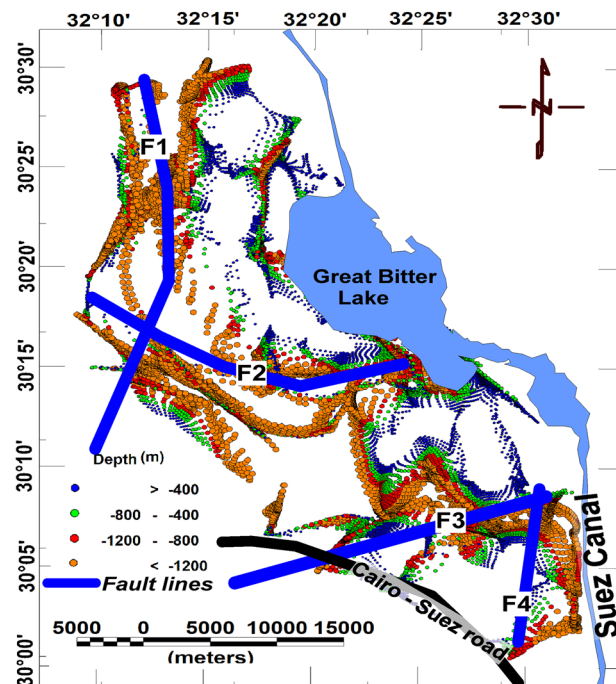 32°10' 32°15' 32°20' 32°25' 32°30'
30°30'
30°25'
30°20'
30°15'
30°10'
30°05'
30°00'
N
F1
Great Bitter
Lake
F2
F3
F4
Depth (m)
> -400
-800 - -400
-1200 - -800
< -1200
Fault lines
Cairo - Suez road
Suez Canal
5000 0 5000 10000 15000
(meters)